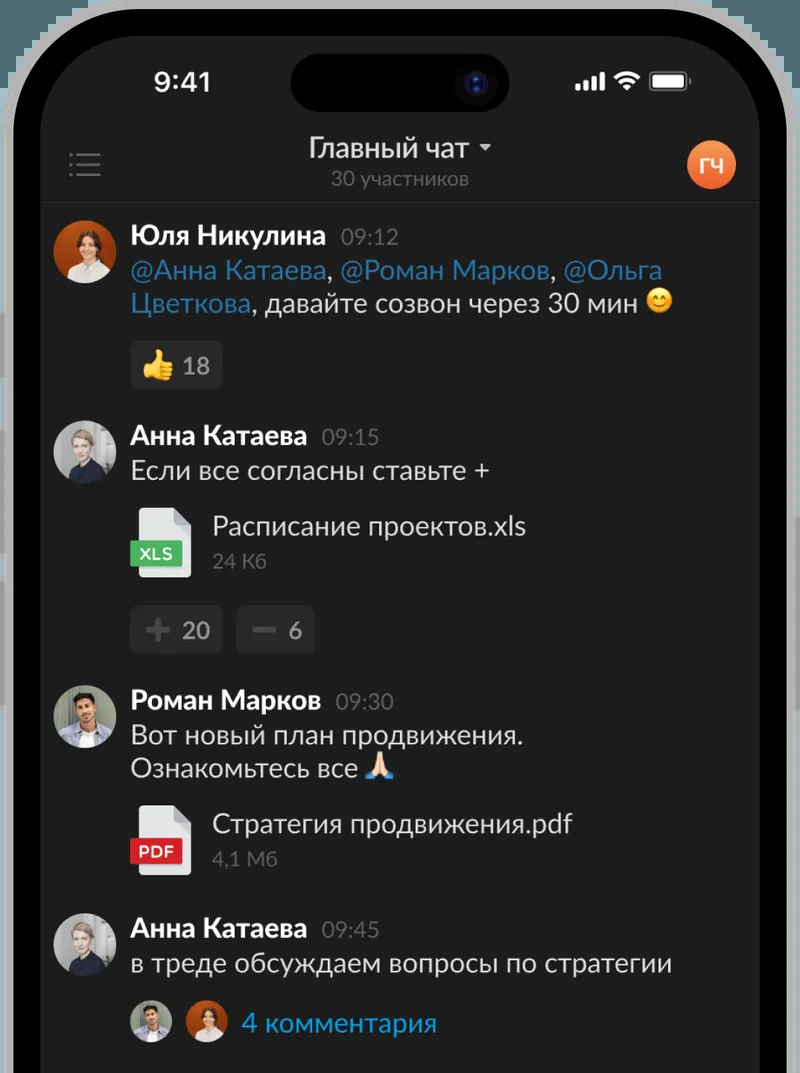 9:41
Главный чат
30 участников
ГЧ
Юля Никулина 09:12
@Анна Катаева, @Роман Марков, @Ольга
Цветкова, давайте созвон через 30 мин 😊
👍 18
Анна Катаева 09:15
Если все согласны ставьте +
Расписание проектов.xls
XLS
24 Кб
+ 20 − 6
Роман Марков 09:30
Вот новый план продвижения.
Ознакомьтесь все 🙏🏻
Стратегия продвижения.pdf
PDF
4,1 Мб
Анна Катаева 09:45
в треде обсуждаем вопросы по стратегии
4 комментария